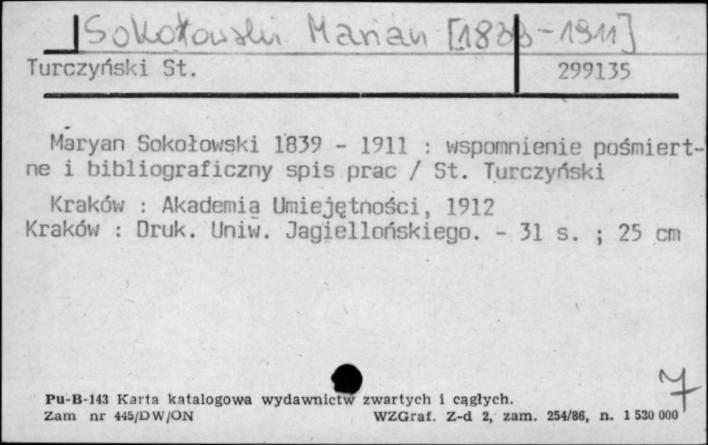 Sokołowski Marian [1839-1911]
Turczyński St. 299135
Maryan Sokołowski 1839 - 1911 : wspomnienie pośmiert-
ne i bibliograficzny spis prac / St. Turczyński
Kraków : Akademia Umiejętności, 1912
Kraków : Druk. Uniw. Jagiellońskiego. - 31 s. ; 25 cm
7
Pu-B-143 Karta katalogowa wydawnictw zwartych i cągłych.
Zam nr 445/DW/ON WZGraf. Z-d 2, zam. 254/86, n. 1 530 000